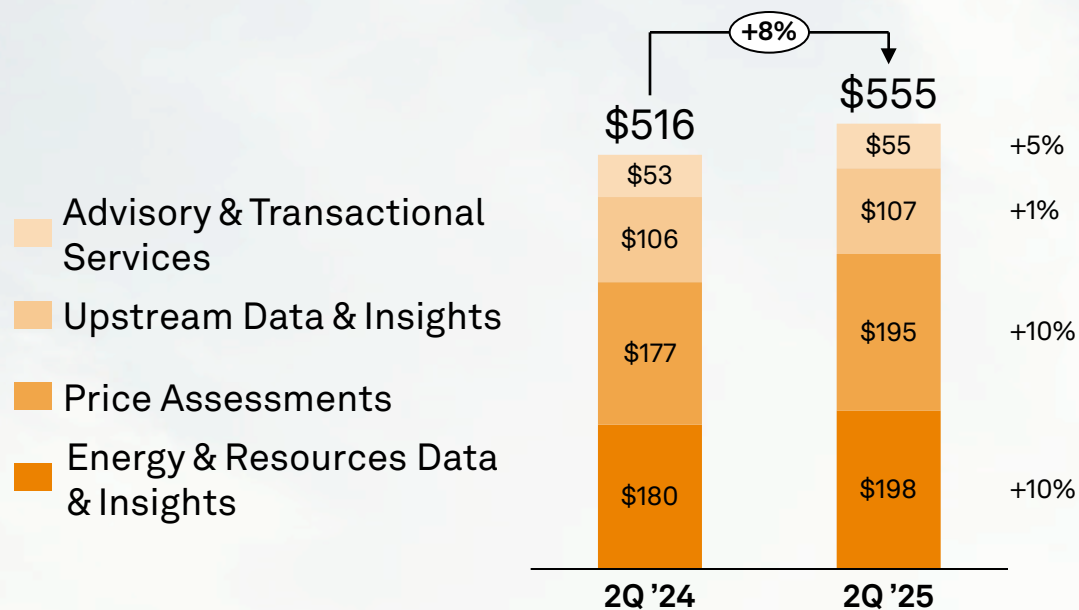 +8%
$516
$555
Advisory & Transactional
Services
Upstream Data & Insights
Price Assessments
Energy & Resources Data
& Insights
$53
$106
$177
$180
$55
$107
$195
$198
+5%
+1%
+10%
+10%
2Q ’24
2Q ’25